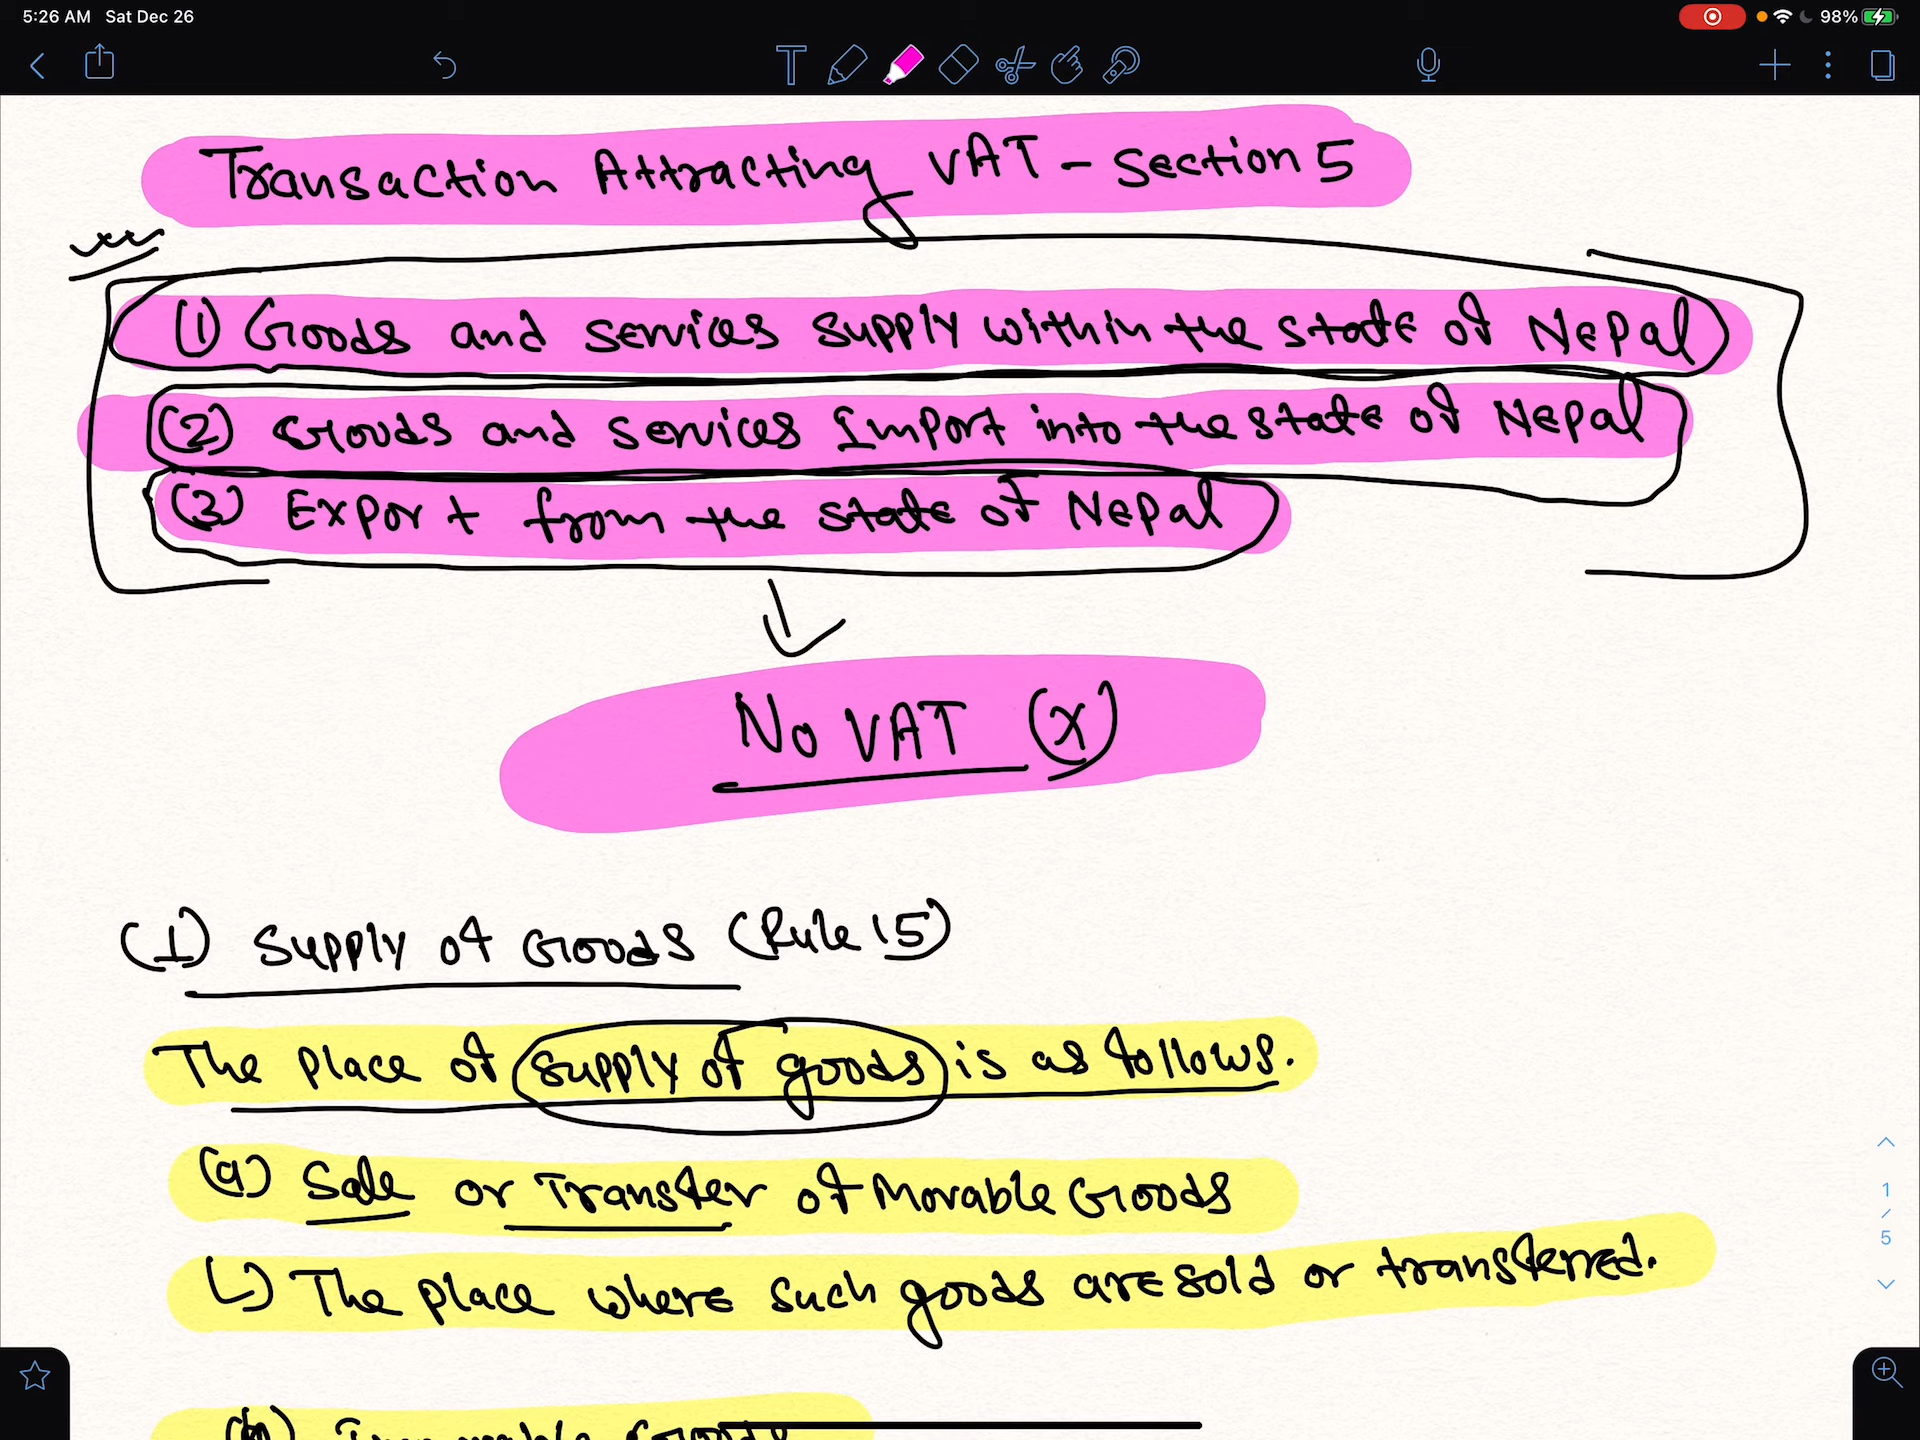 5:26 AM Sat Dec 26
98%
Transaction Attracting VAT - Section 5
(1) Goods and services supply within the state of Nepal
(2) Goods and services Import into the state of Nepal
(3) Export from the state of Nepal
No VAT (x)
(1) Supply of Goods (Rule 15)
The place of supply of goods is as follows.
(a) Sale or Transfer of Movable Goods
The place where such goods are sold or transferred.
1
/
5
(b) Immovable Goods